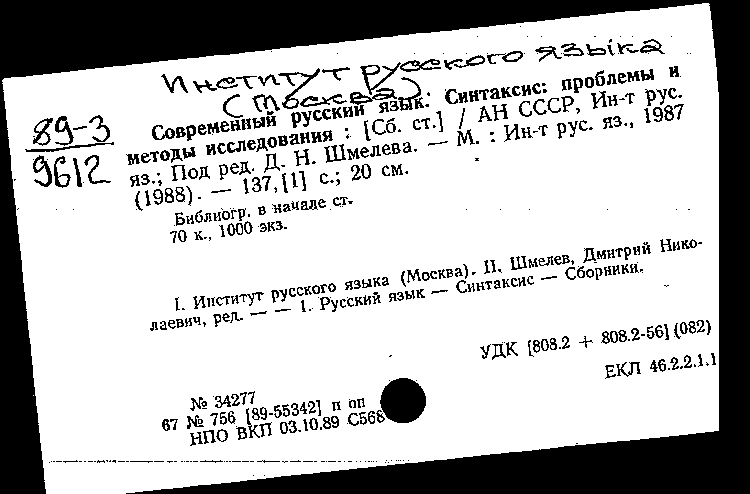 Институт русского языка
(Москва).
89-3
9612
Современный русский язык. Синтаксис: проблемы и
методы исследования : [Сб. ст.] / АН СССР, Ин-т рус.
яз.; Под ред. Д. Н. Шмелева. — М. : Ин-т рус. яз., 1987
(1988). — 137,[1] с.; 20 см.
Библиогр. в начале ст.
70 к., 1000 экз.
I. Институт русского языка (Москва). II. Шмелев, Дмитрий Нико-
лаевич, ред. — — 1. Русский язык — Синтаксис — Сборники.
УДК [808.2 + 808.2-56] (082)
ЕКЛ 46.2.2.1.1
№ 34277
67 № 756 [89-55342] п оп
НПО ВКП 03.10.89 С568